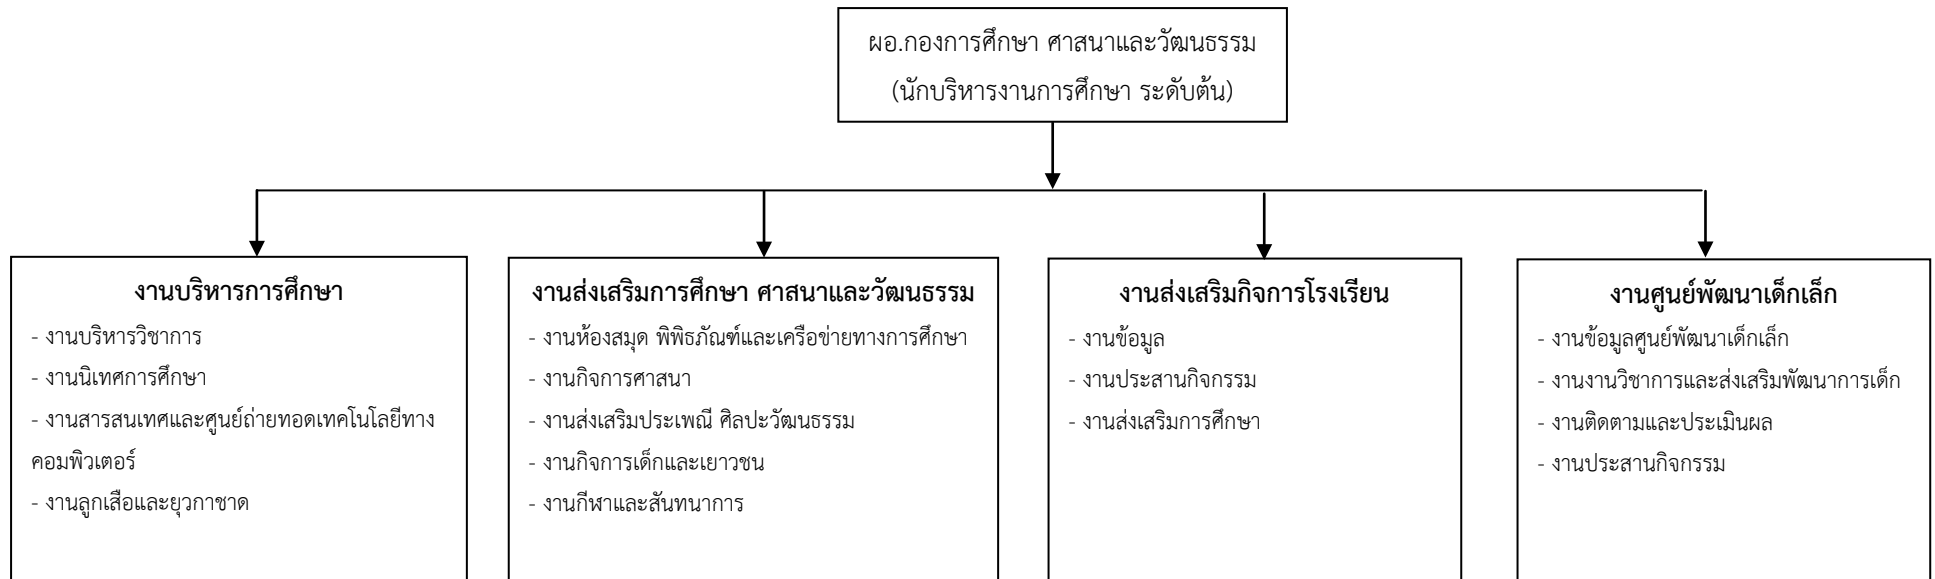 ผอ.กองการศึกษา ศาสนาและวัฒนธรรม
(นักบริหารงานการศึกษา ระดับต้น)
งานบริหารการศึกษา
- งานบริหารวิชาการ
- งานนิเทศการศึกษา
- งานสารสนเทศและศูนย์ถ่ายทอดเทคโนโลยีทาง
คอมพิวเตอร์
- งานลูกเสือและยุวกาชาด
งานส่งเสริมการศึกษา ศาสนาและวัฒนธรรม
- งานห้องสมุด พิพิธภัณฑ์และเครือข่ายทางการศึกษา
- งานกิจการศาสนา
- งานส่งเสริมประเพณี ศิลปะวัฒนธรรม
- งานกิจการเด็กและเยาวชน
- งานกีฬาและสันทนาการ
งานส่งเสริมกิจการโรงเรียน
- งานข้อมูล
- งานประสานกิจกรรม
- งานส่งเสริมการศึกษา
งานศูนย์พัฒนาเด็กเล็ก
- งานข้อมูลศูนย์พัฒนาเด็กเล็ก
- งานงานวิชาการและส่งเสริมพัฒนาการเด็ก
- งานติดตามและประเมินผล
- งานประสานกิจกรรม